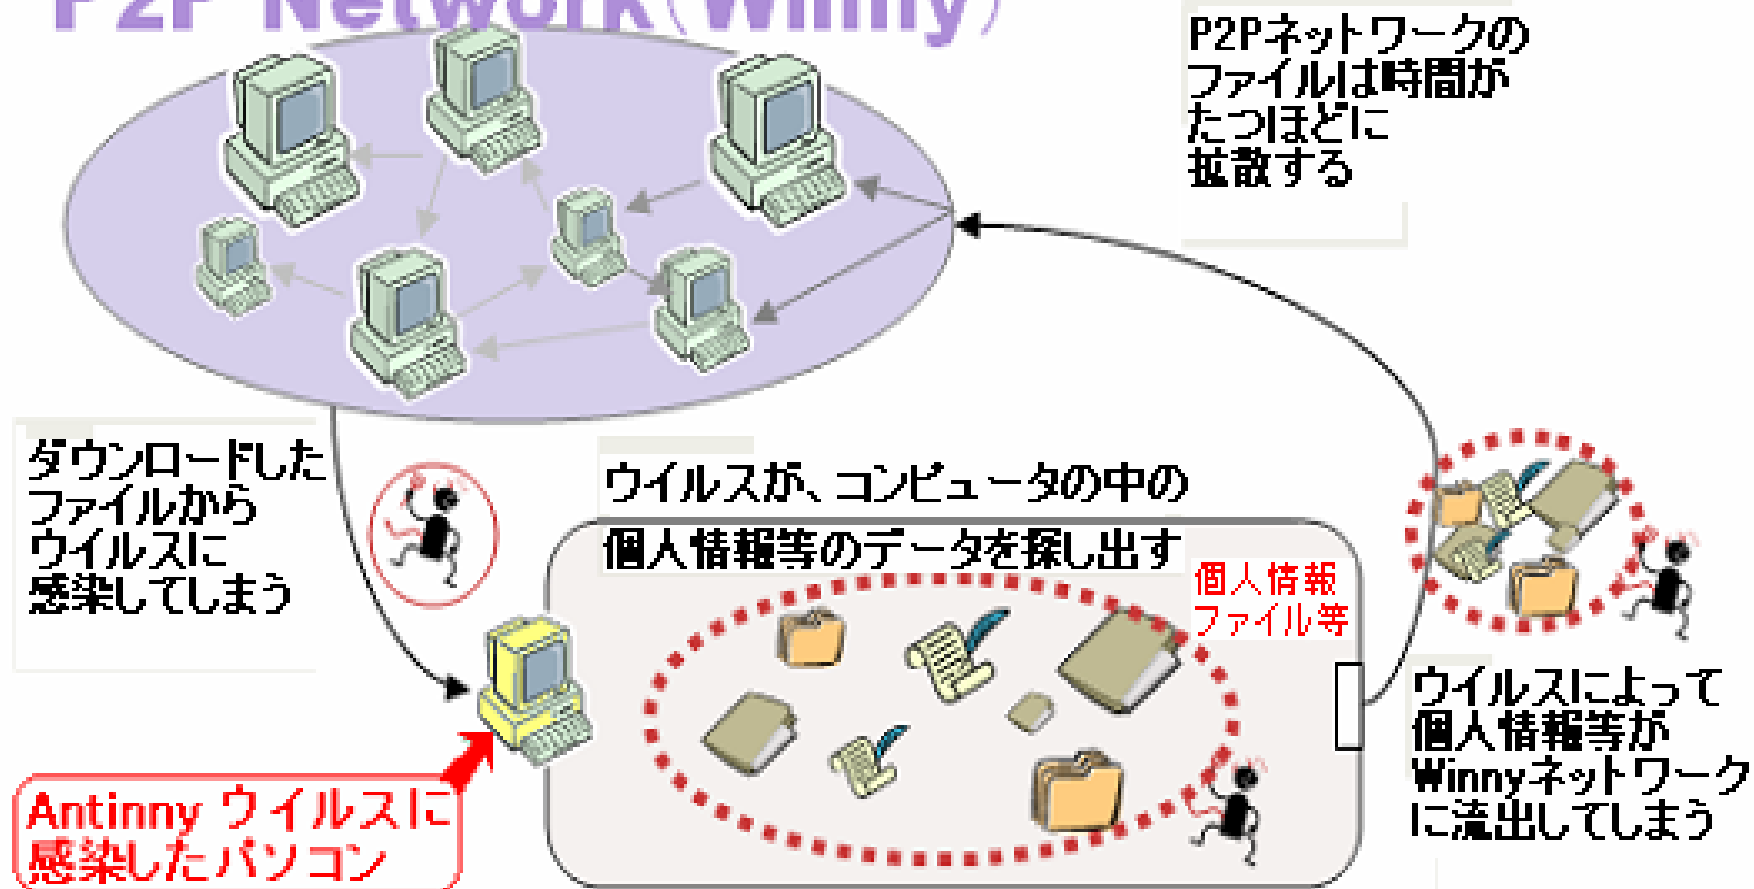 P2P Network(Winny)
P2Pネットワークの
ファイルは時間が
たつほどに
拡散する
ダウンロードした
ファイルから
ウイルスに
感染してしまう
ウイルスが、コンピュータの中の
個人情報等のデータを探し出す
個人情報
ファイル等
ウイルスによって
個人情報等が
Winnyネットワーク
に流出してしまう
Antinny ウイルスに
感染したパソコン